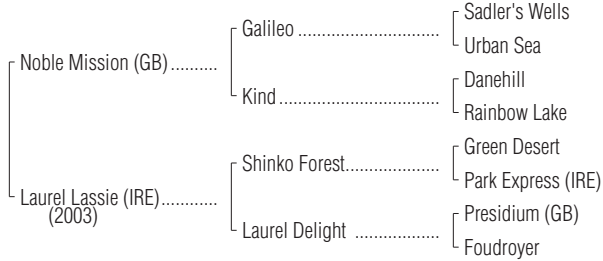 Sadler's Wells
Galileo ..................................
Urban Sea
Noble Mission (GB)..........
Danehill
Kind......................................
Rainbow Lake
Green Desert
Shinko Forest......................
Park Express (IRE)
Laurel Lassie (IRE)............
(2003)
Presidium (GB)
Laurel Delight ....................
Foudroyer